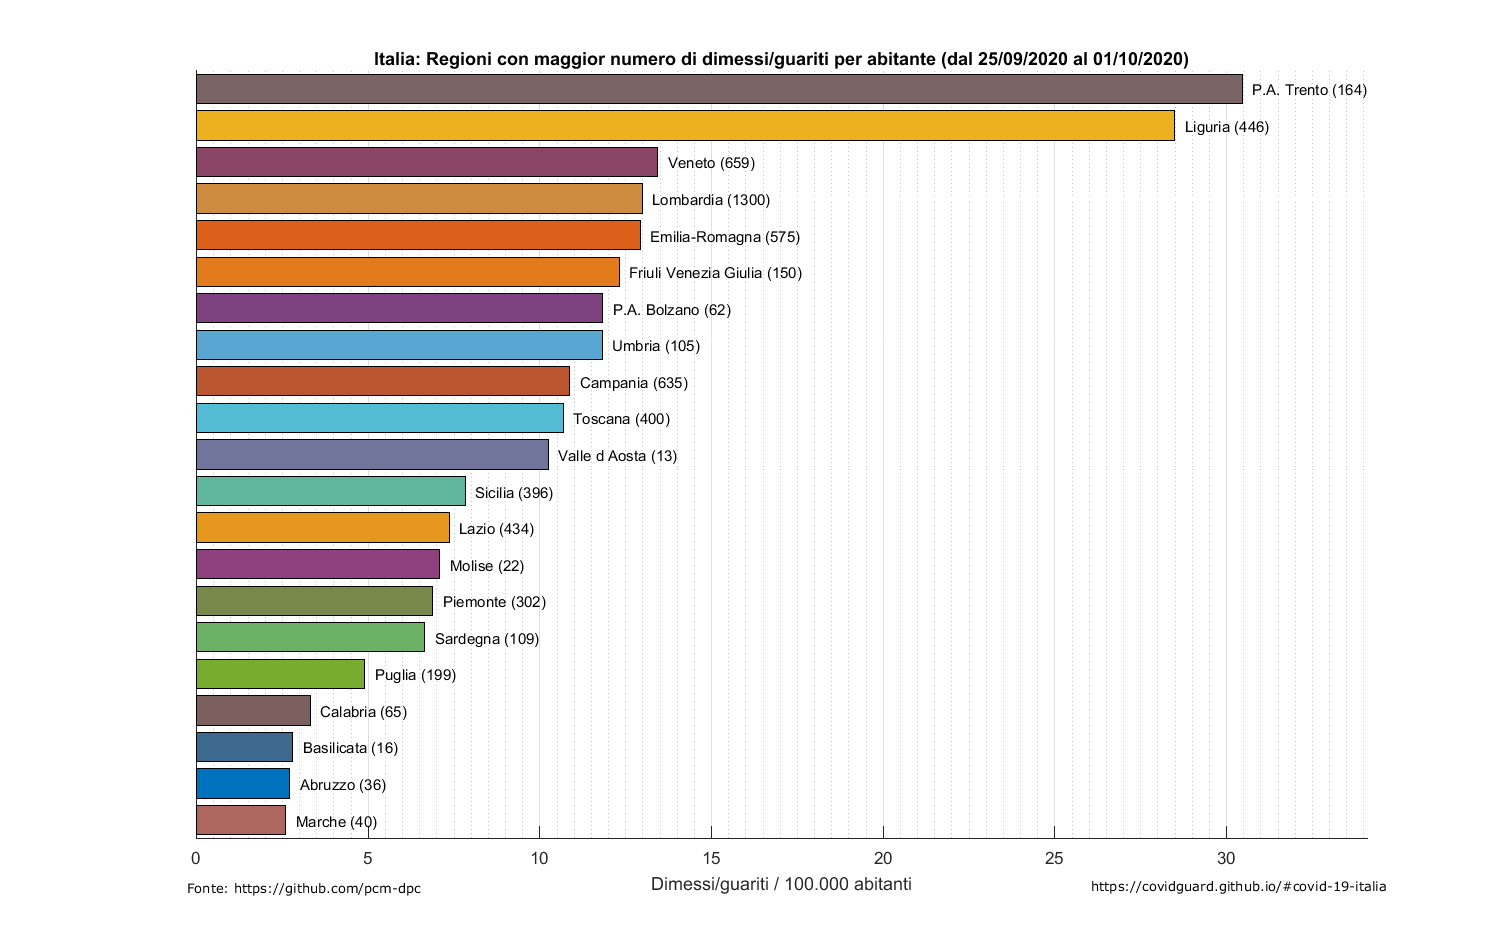 Italia: Regioni con maggior numero di dimessi/guariti per abitante (dal 25/09/2020 al 01/10/2020)
P.A. Trento (164)
Liguria (446)
Veneto (659)
Lombardia (1300)
Emilia-Romagna (575)
Friuli Venezia Giulia (150)
P.A. Bolzano (62)
Umbria (105)
Campania (635)
Toscana (400)
Valle d Aosta (13)
Sicilia (396)
Lazio (434)
Molise (22)
Piemonte (302)
Sardegna (109)
Puglia (199)
Calabria (65)
Basilicata (16)
Abruzzo (36)
Marche (40)
0 5 10 15 20 25 30
Dimessi/guariti / 100.000 abitanti
Fonte: https://github.com/pcm-dpc
https://covidguard.github.io/#covid-19-italia